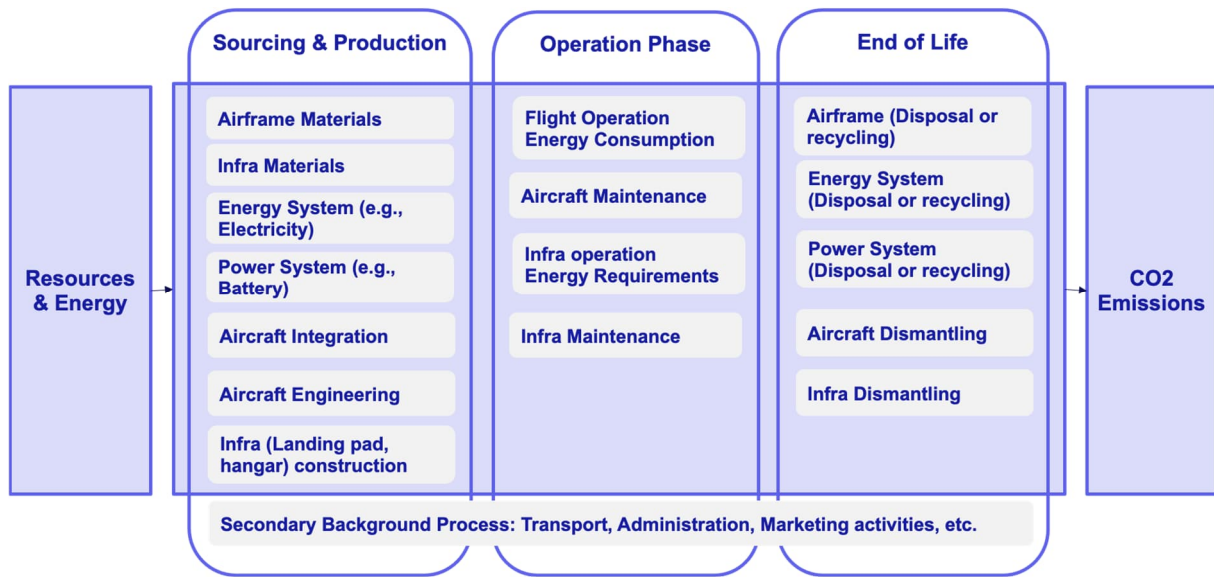 Sourcing & Production
Operation Phase
End of Life
Resources
& Energy
Airframe Materials
Infra Materials
Energy System (e.g.,
Electricity)
Power System (e.g.,
Battery)
Aircraft Integration
Aircraft Engineering
Infra (Landing pad,
hangar) construction
Flight Operation
Energy Consumption
Aircraft Maintenance
Infra operation
Energy Requirements
Infra Maintenance
Airframe (Disposal or
recycling)
Energy System
(Disposal or recycling)
Power System
(Disposal or recycling)
Aircraft Dismantling
Infra Dismantling
CO2
Emissions
Secondary Background Process: Transport, Administration, Marketing activities, etc.